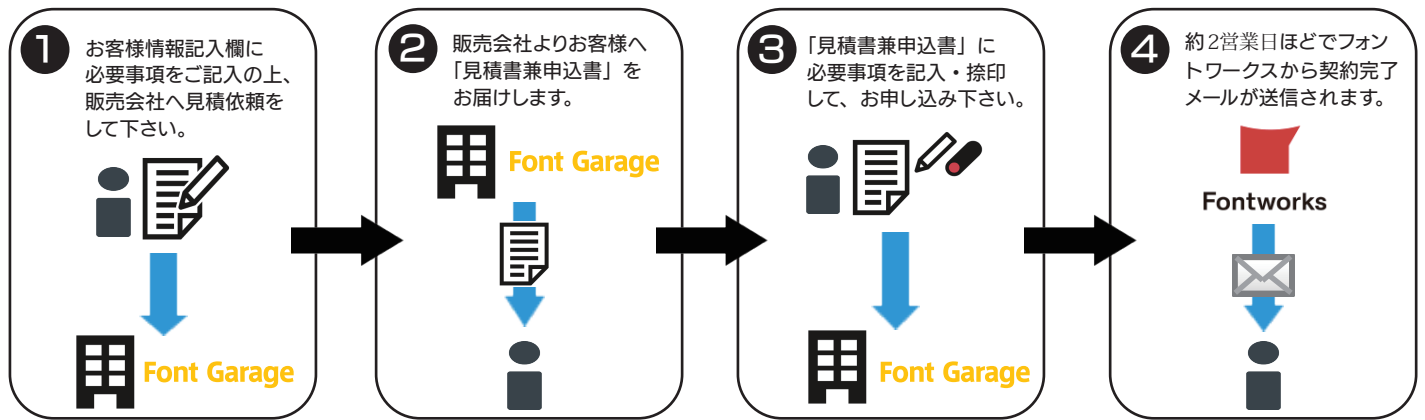 1
お客様情報記入欄に
必要事項をご記入の上、
販売会社へ見積依頼を
して下さい。
Font Garage
2
販売会社よりお客様へ
「見積書兼申込書」を
お届けします。
Font Garage
3
「見積書兼申込書」に
必要事項を記入・捺印
して、お申し込み下さい。
Font Garage
4
約2営業日ほどでフォン
トワークスから契約完了
メールが送信されます。
Fontworks